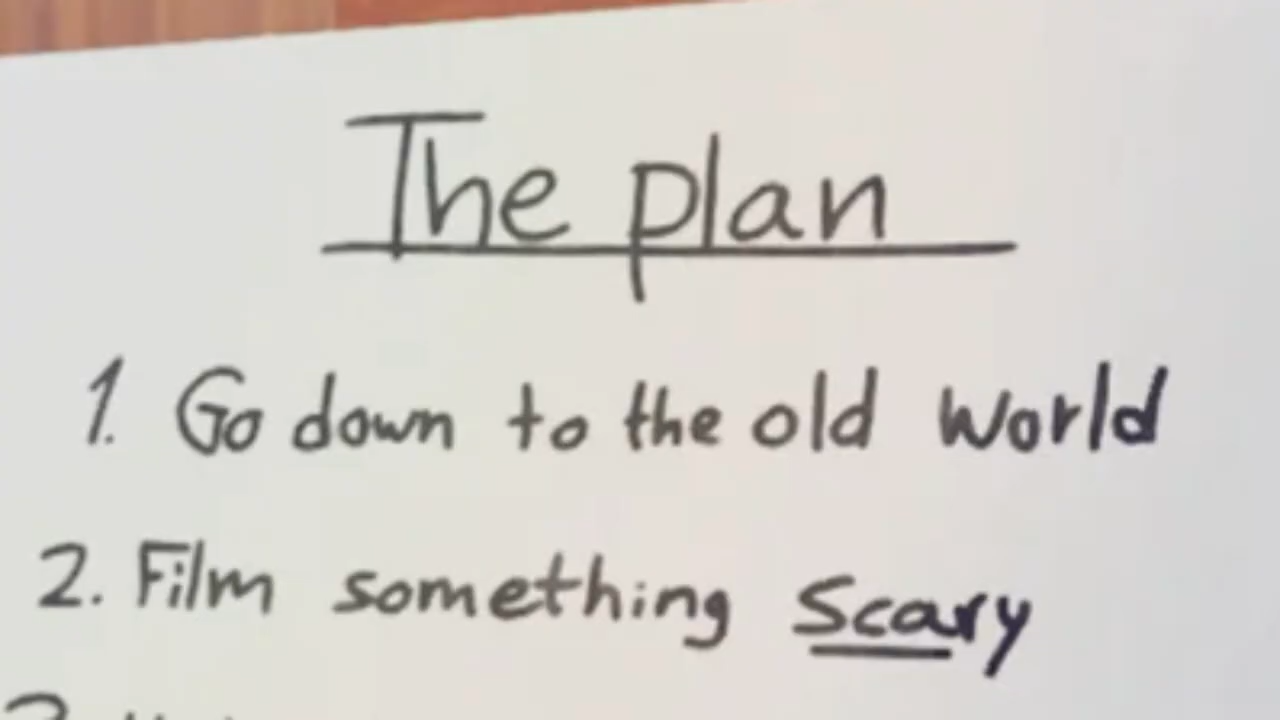 The plan
1. Go down to the old world
2. Film something scary